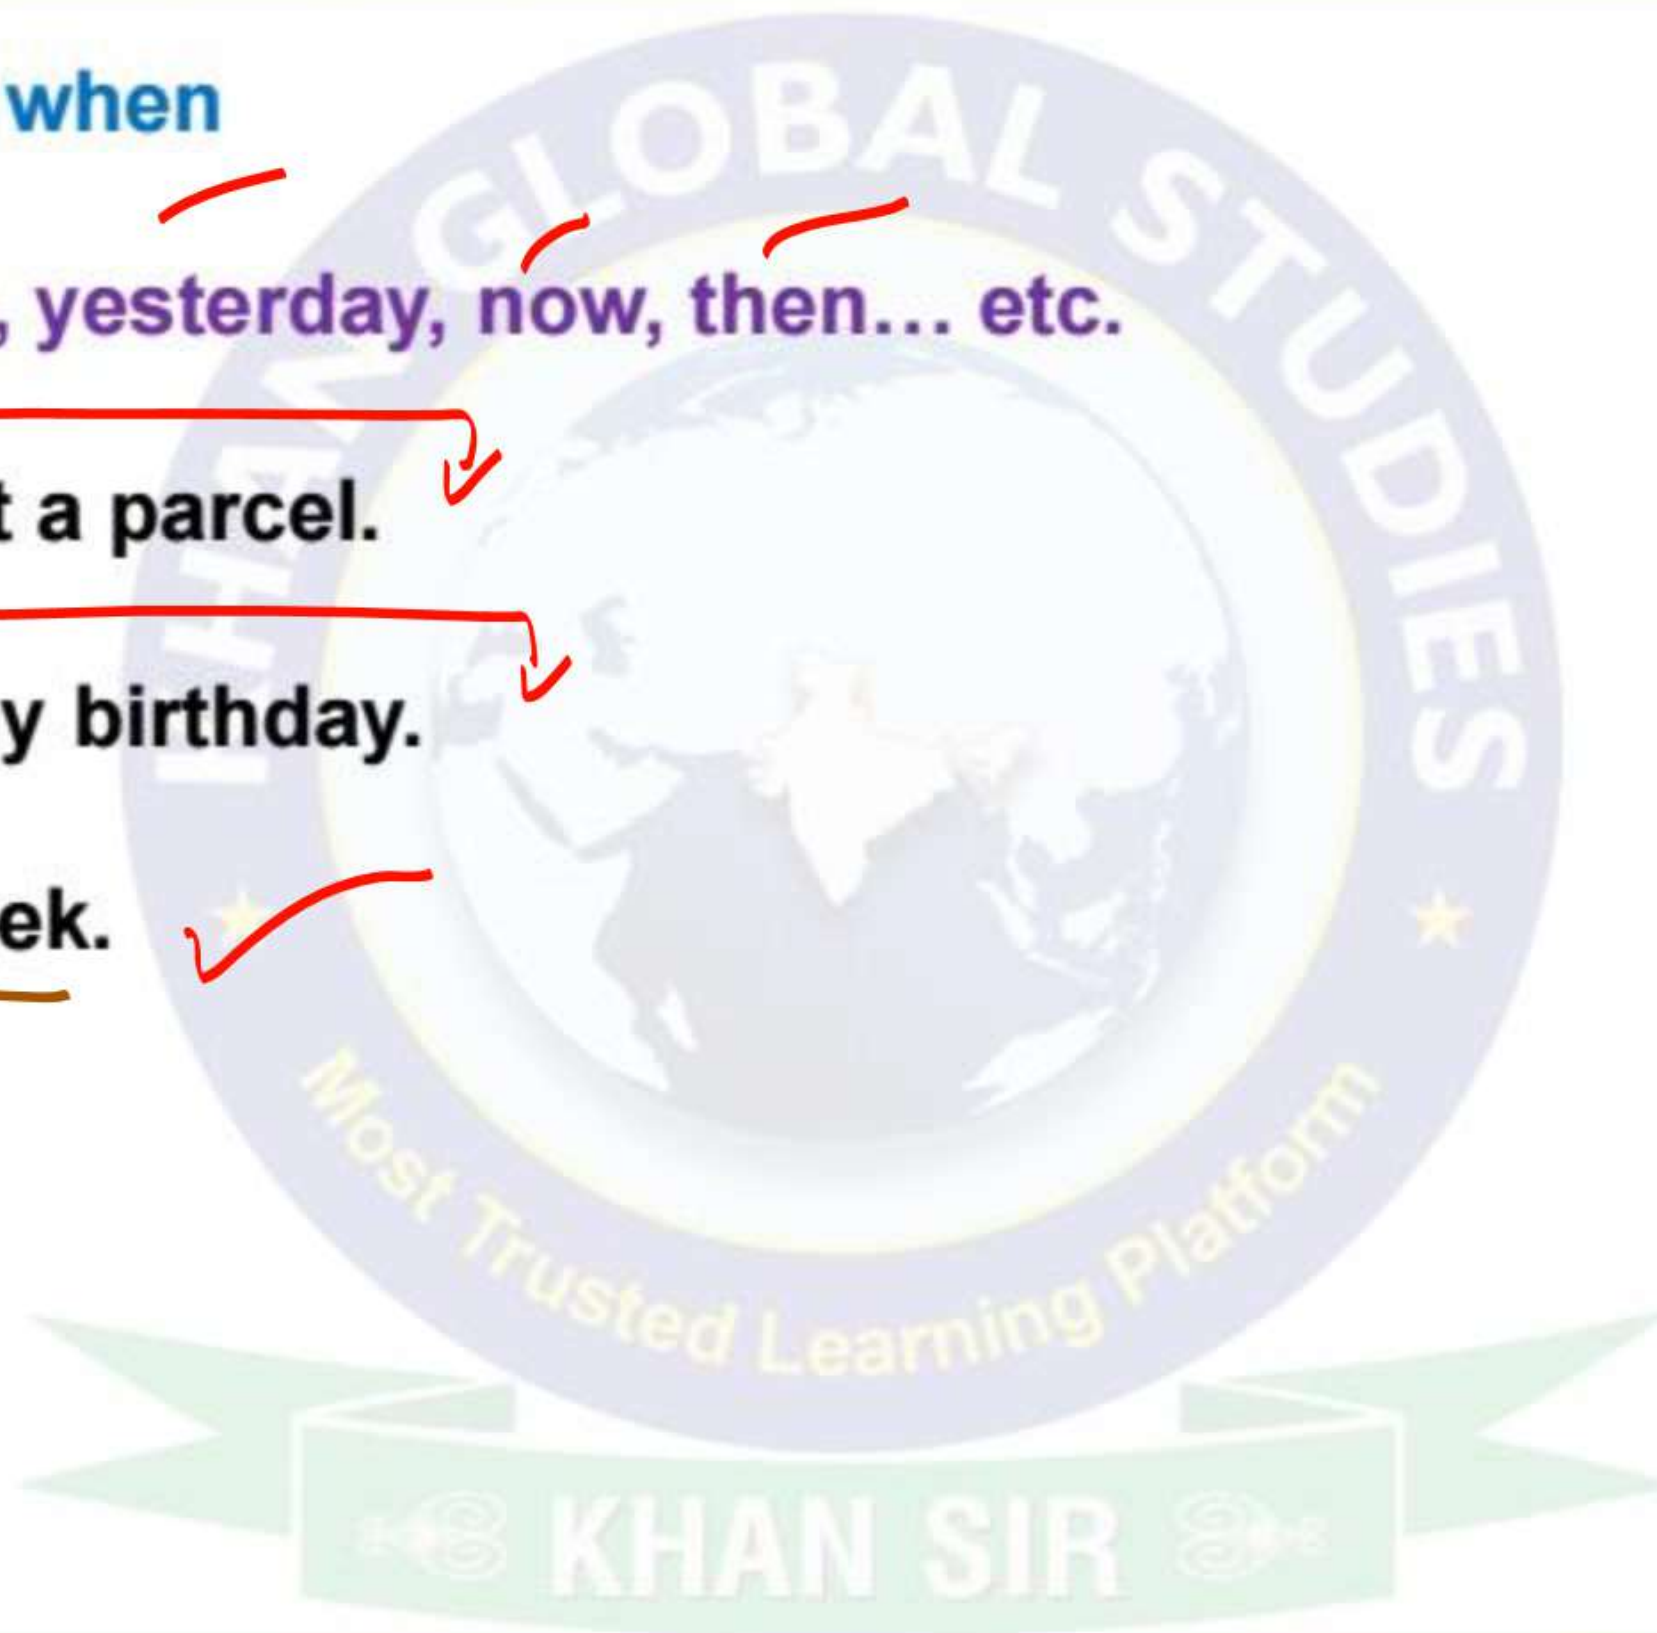 when
, yesterday, now, then... etc.
t a parcel.
y birthday.
ek.
KHAN GLOBAL STUDIES
Most Trusted Learning Platform
KHAN SIR